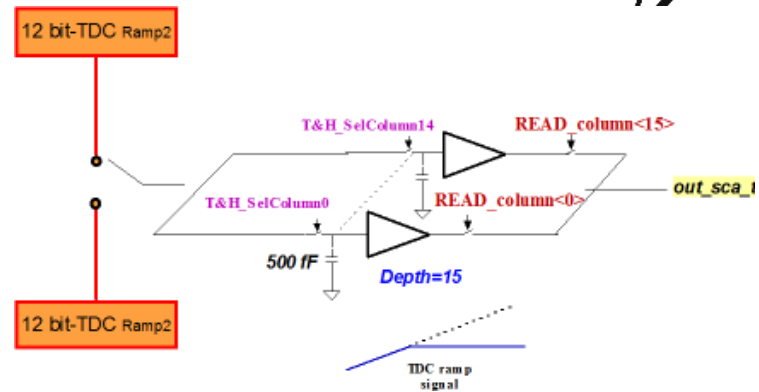 12 bit-TDC Ramp2
T&H_SelColumn14
READ_column<15>
T&H_SelColumn0
READ_column<0>
out_sca_t
500 fF
Depth=15
12 bit-TDC Ramp2
TDC ramp
signal